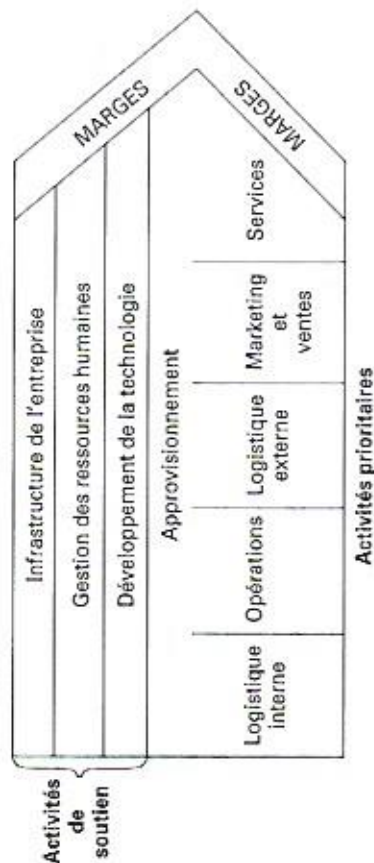 Activités
de
soutien
Infrastructure de l'entreprise
Gestion des ressources humaines
Développement de la technologie
Approvisionnement
Logistique
interne
Opérations
Logistique
externe
Marketing
et
ventes
Services
MARGES
MARGES
Activités prioritaires